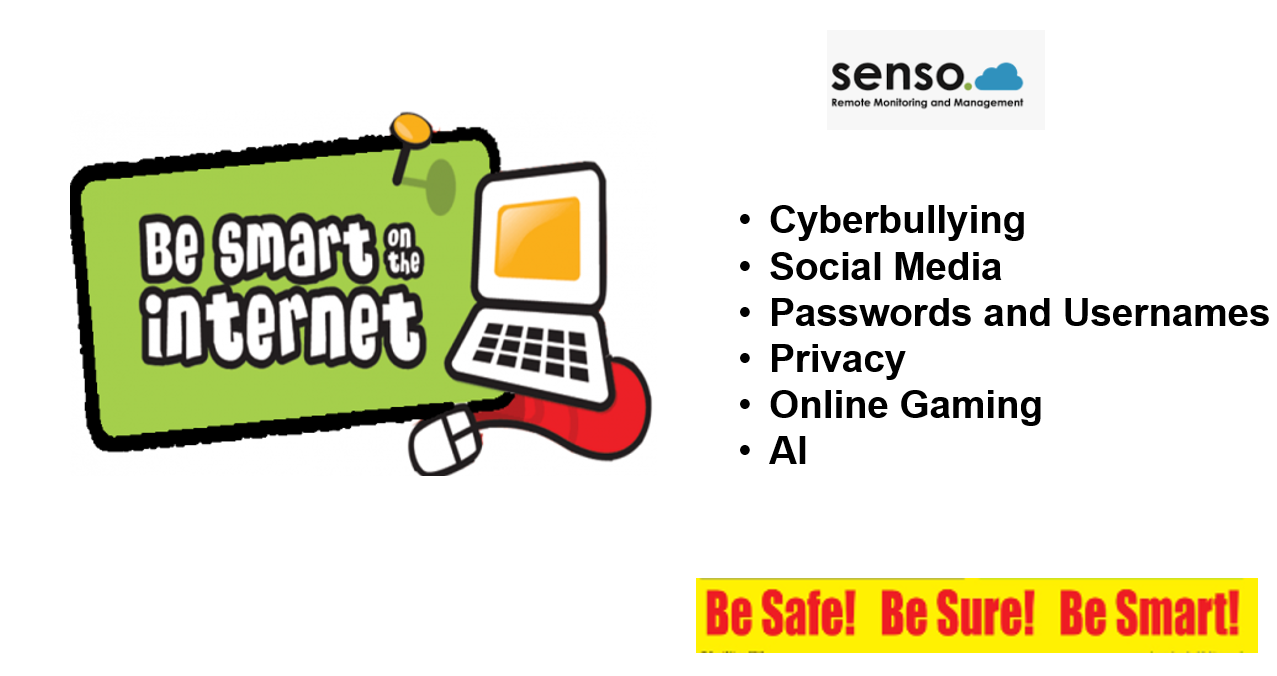 Be smart on the
internet
senso.
Remote Monitoring and Management
• Cyberbullying
• Social Media
• Passwords and Usernames
• Privacy
• Online Gaming
• AI
Be Safe! Be Sure! Be Smart!